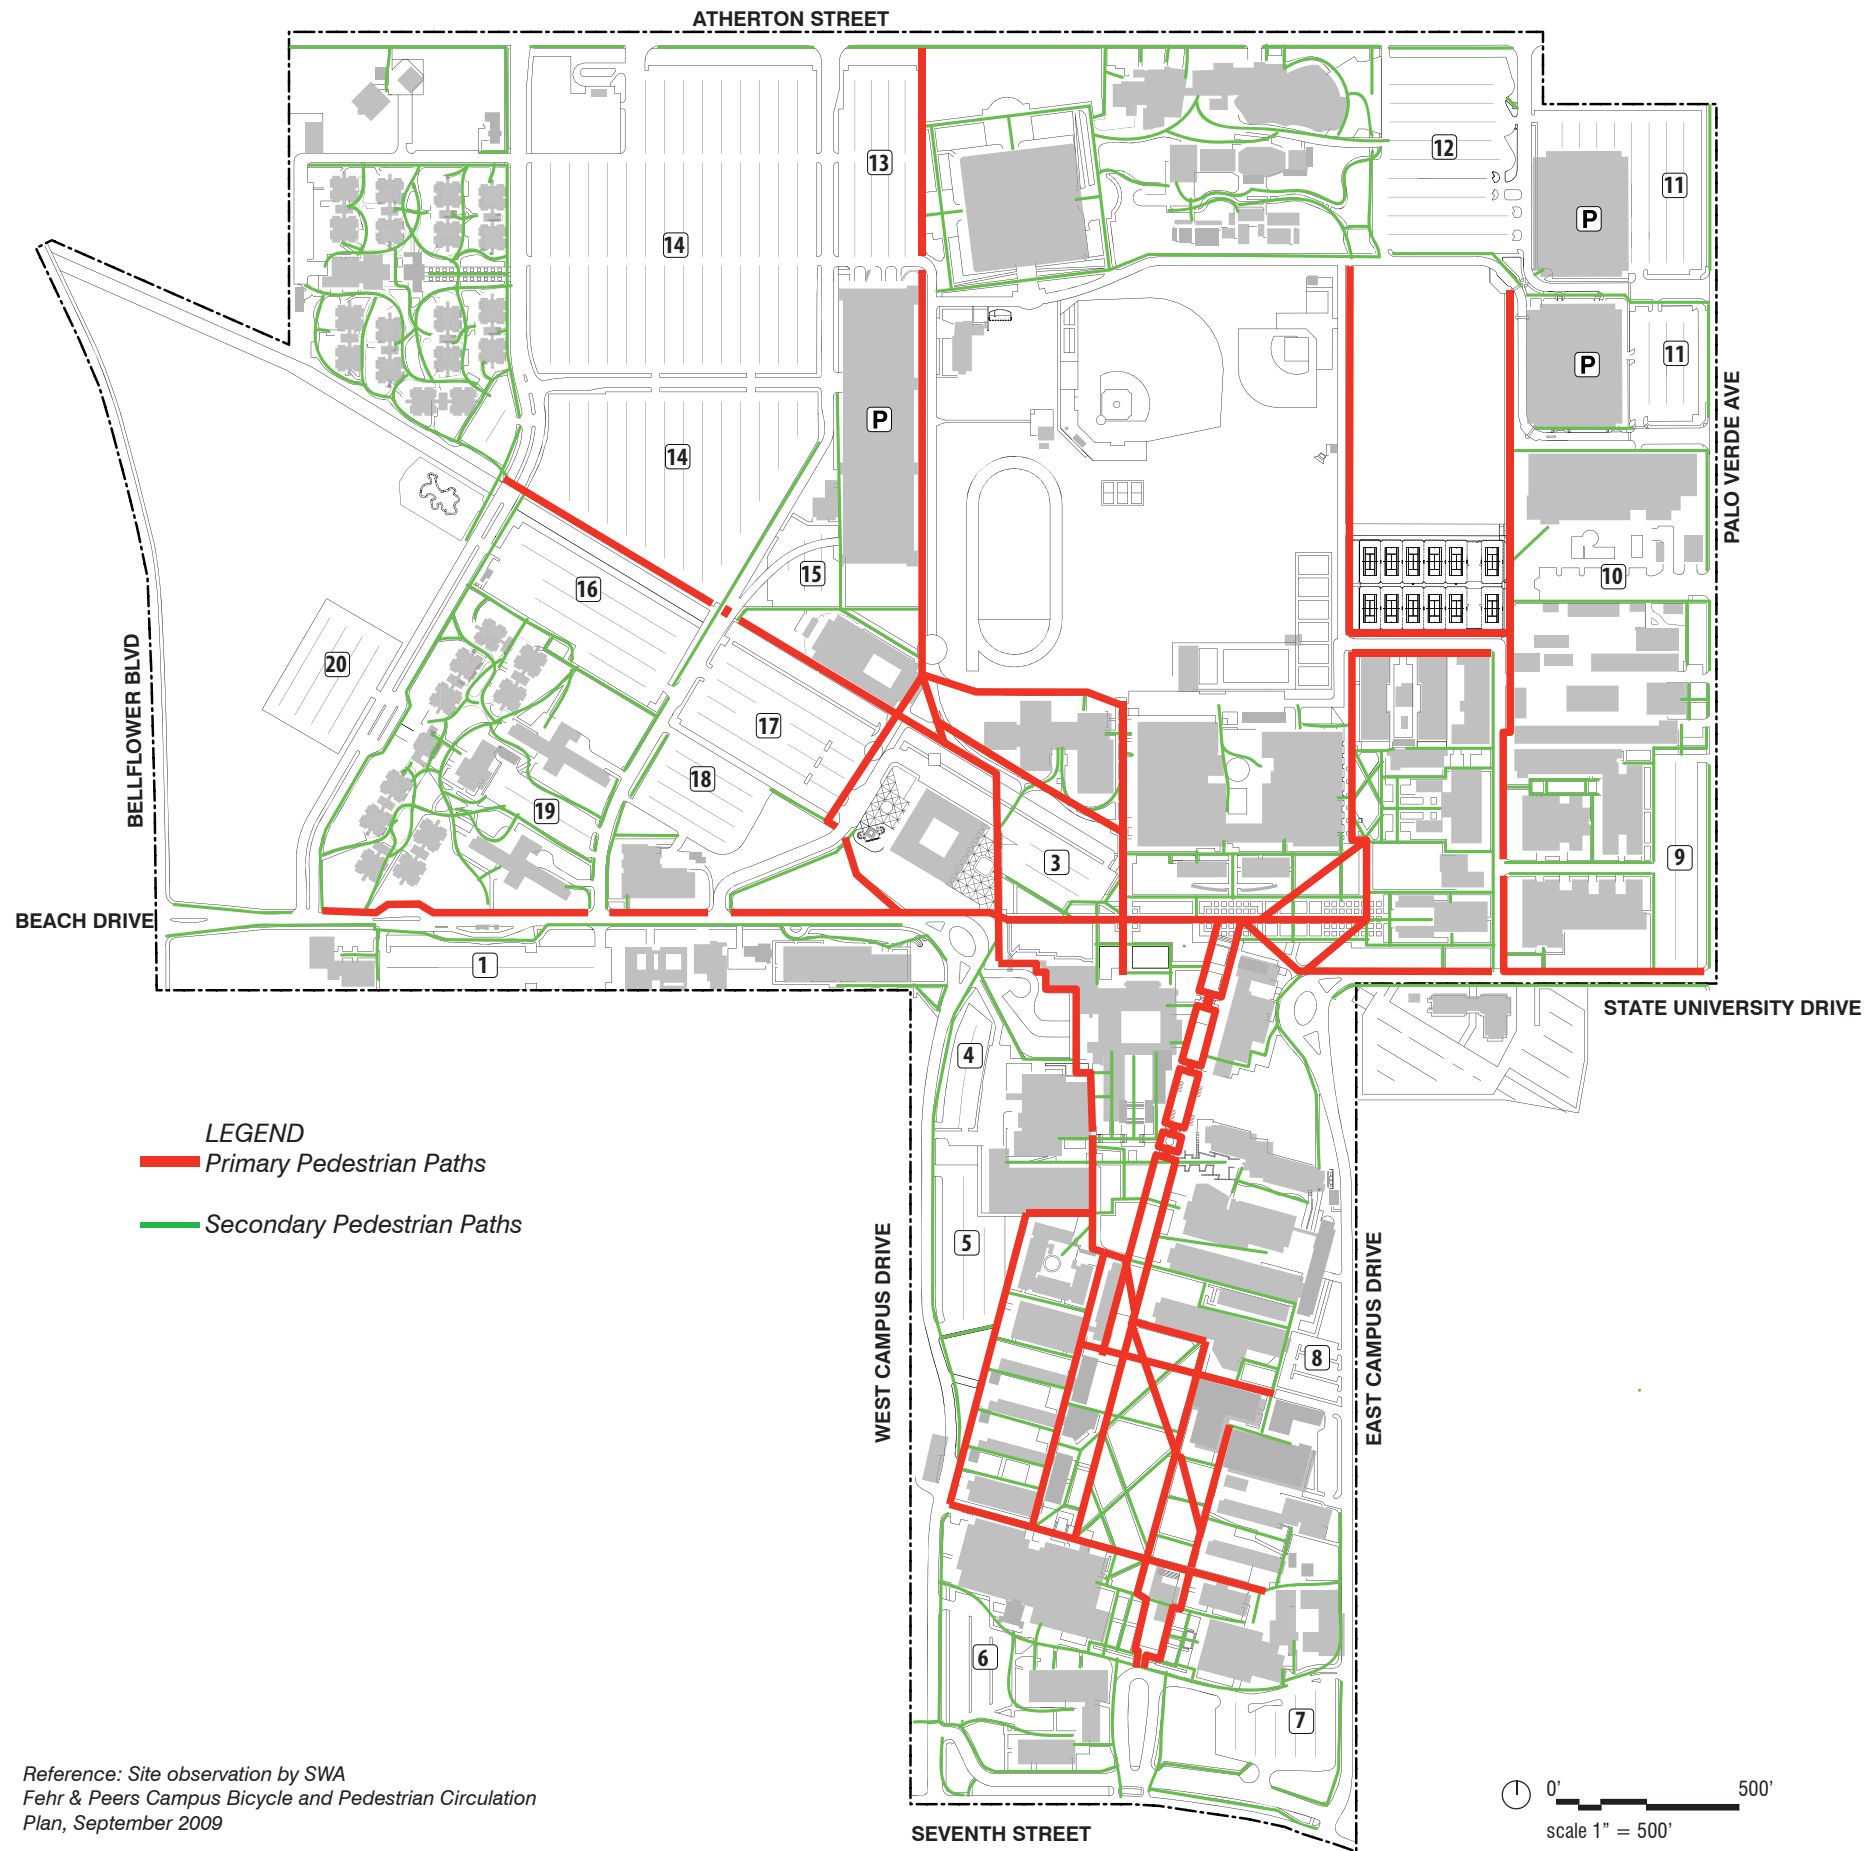 ATHERTON STREET
13
12
11
P
14
11
P
P
14
PALO VERDE AVE
15
16
10
20
BELLFLOWER BLVD
17
18
19
3
9
BEACH DRIVE
1
STATE UNIVERSITY DRIVE
4
LEGEND
Primary Pedestrian Paths
Secondary Pedestrian Paths
5
WEST CAMPUS DRIVE
EAST CAMPUS DRIVE
8
6
7
Reference: Site observation by SWA
Fehr & Peers Campus Bicycle and Pedestrian Circulation
Plan, September 2009
0' 500'
scale 1” = 500’
SEVENTH STREET